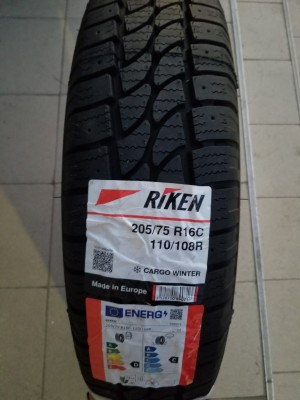 RIKEN
205/75 R16C
110/108R
CARGO WINTER
Made in Europe
ENERG